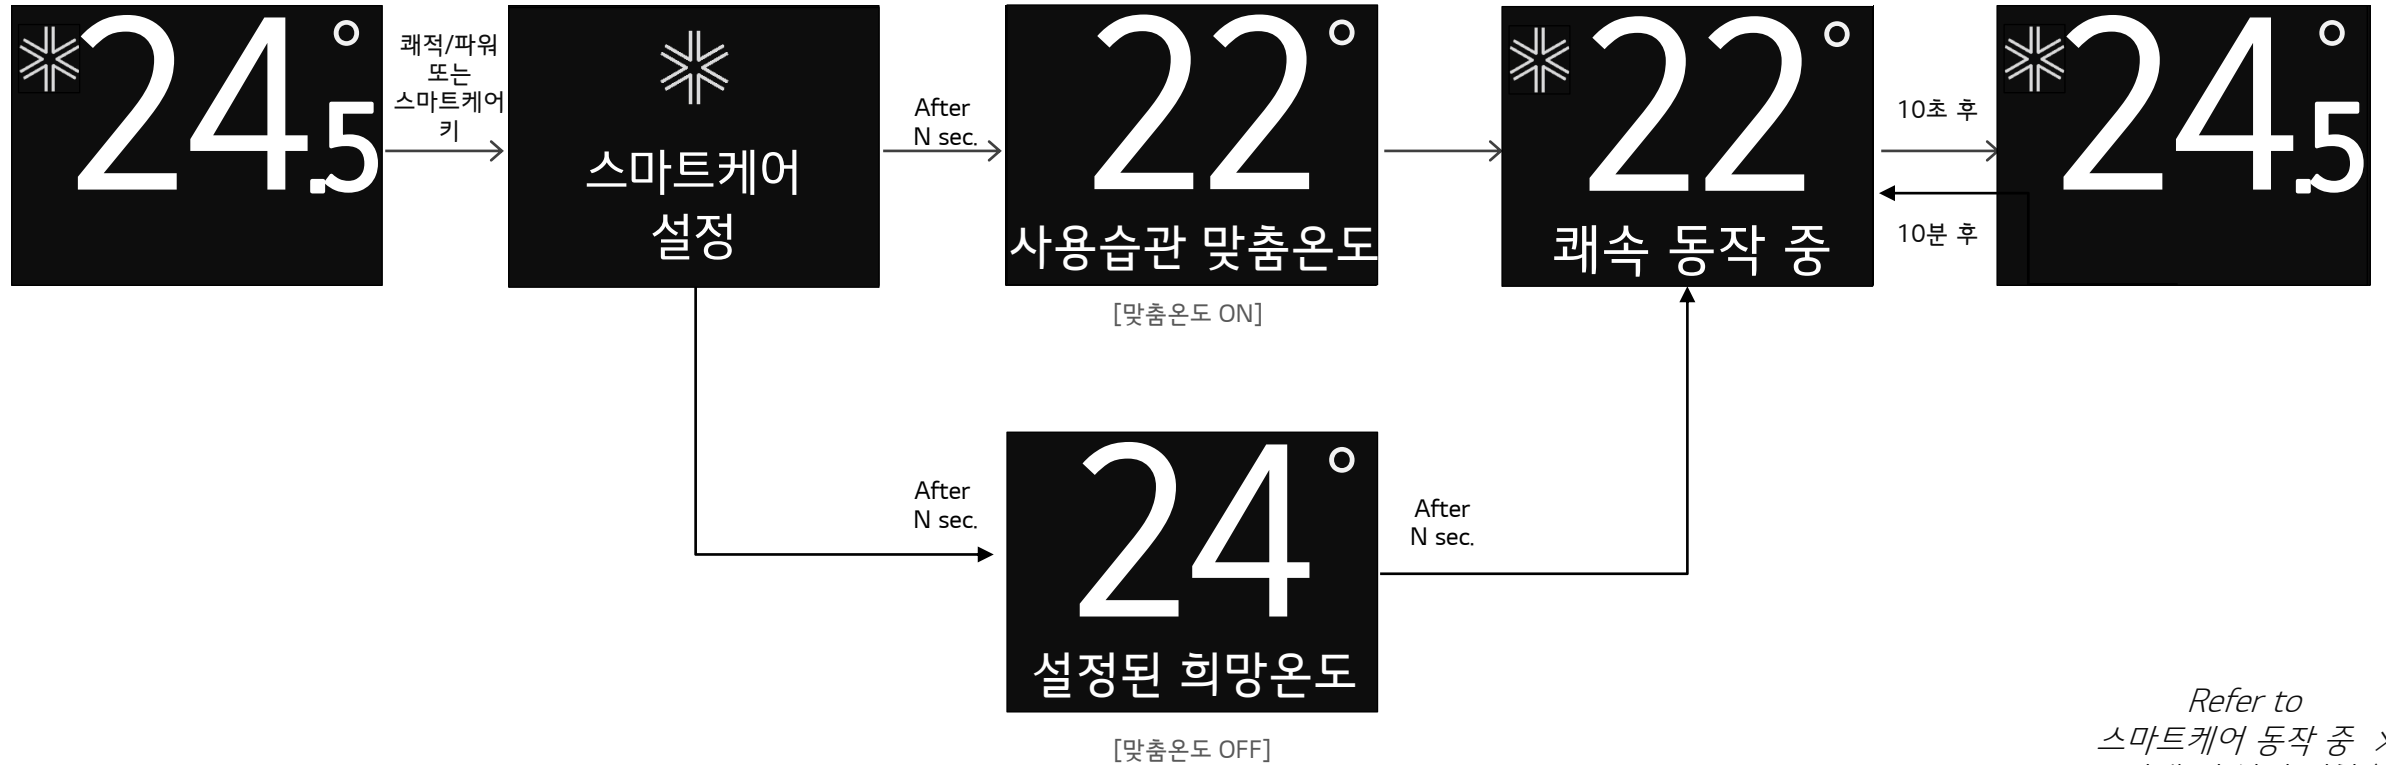 24.5°
쾌적/파워
또는
스마트케어
키
스마트케어
설정
After
N sec.
22°
사용습관 맞춤온도
[맞춤온도 ON]
22°
쾌속 동작 중
10초 후
10분 후
24.5°
After
N sec.
24°
설정된 희망온도
[맞춤온도 OFF]
After
N sec.
Refer to
스마트케어 동작 중